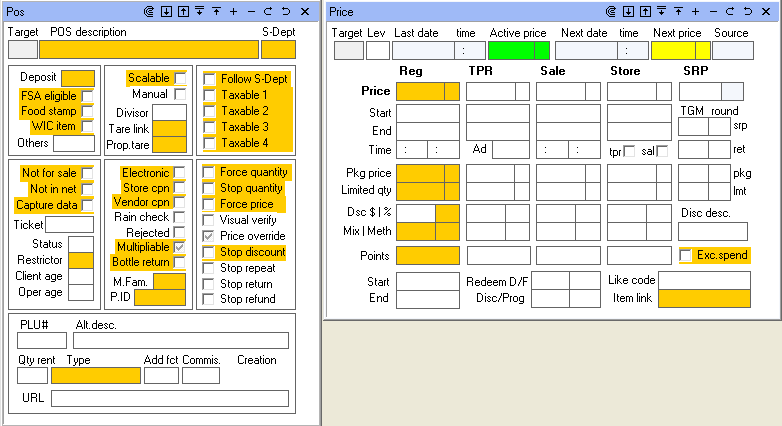 Pos
Target POS description S-Dept
Deposit
FSA eligible
Food stamp
WIC item
Others
Scalable
Manual
Divisor
Tare link
Prop.tare
Follow S-Dept
Taxable 1
Taxable 2
Taxable 3
Taxable 4
Not for sale
Not in net
Capture data
Ticket
Status
Restrictor
Client age
Oper age
Electronic
Store cpn
Vendor cpn
Rain check
Rejected
Multipliable
Bottle return
M.Fam.
P.ID
Force quantity
Stop quantity
Force price
Visual verify
Price override
Stop discount
Stop repeat
Stop return
Stop refund
PLU# Alt.desc.
Qty rent Type Add fct Commis. Creation
URL
Price
Target Lev Last date time Active price Next date time Next price Source
: :
Reg TPR Sale Store SRP
Price
Start TGM round
End srp
Time : : Ad : : tpr sal ret
Pkg price pkg
Limited qty lmt
Dsc $ | % Disc desc.
Mix | Meth
Points Exc.spend
Start Redeem D/F Like code
End Disc/Prog Item link